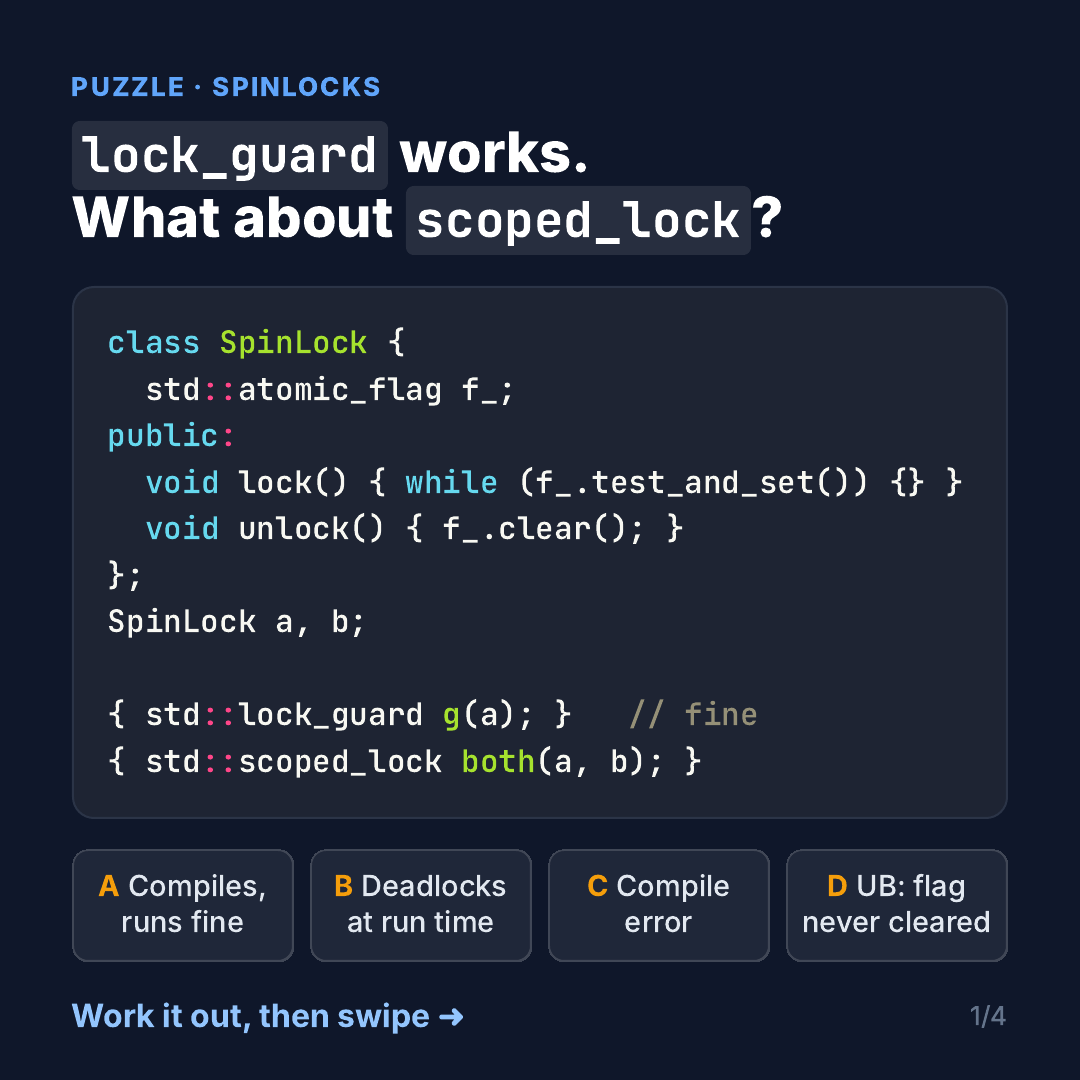 PUZZLE · SPINLOCKS
lock_guard works.
What about scoped_lock?
class SpinLock {
  std::atomic_flag f_;
public:
  void lock() { while (f_.test_and_set()) {} }
  void unlock() { f_.clear(); }
};
SpinLock a, b;

{ std::lock_guard g(a); }   // fine
{ std::scoped_lock both(a, b); }
A Compiles,
runs fine
B Deadlocks
at run time
C Compile
error
D UB: flag
never cleared
Work it out, then swipe ➜
1/4